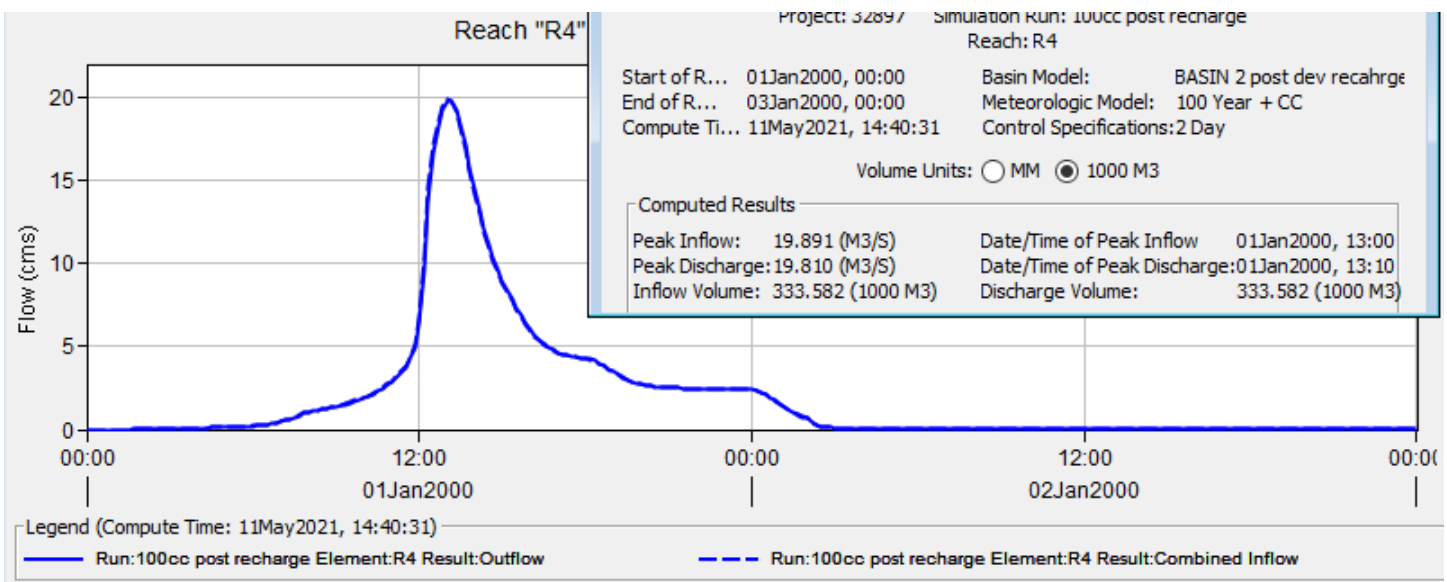 Reach "R4"
20
15
10
5
0
Flow (cms)
00:00 12:00 00:00 12:00 00:0
01Jan2000 02Jan2000
Legend (Compute Time: 11May2021, 14:40:31)
Run:100cc post recharge Element:R4 Result:Outflow Run:100cc post recharge Element:R4 Result:Combined Inflow
Project: 32897 Simulation Run: 100cc post recharge
Reach: R4
Start of R... 01Jan2000, 00:00 Basin Model: BASIN 2 post dev recahrge
End of R... 03Jan2000, 00:00 Meteorologic Model: 100 Year + CC
Compute Ti... 11May2021, 14:40:31 Control Specifications:2 Day
Volume Units: MM 1000 M3
Computed Results
Peak Inflow: 19.891 (M3/S) Date/Time of Peak Inflow 01Jan2000, 13:00
Peak Discharge:19.810 (M3/S) Date/Time of Peak Discharge:01Jan2000, 13:10
Inflow Volume: 333.582 (1000 M3) Discharge Volume: 333.582 (1000 M3)